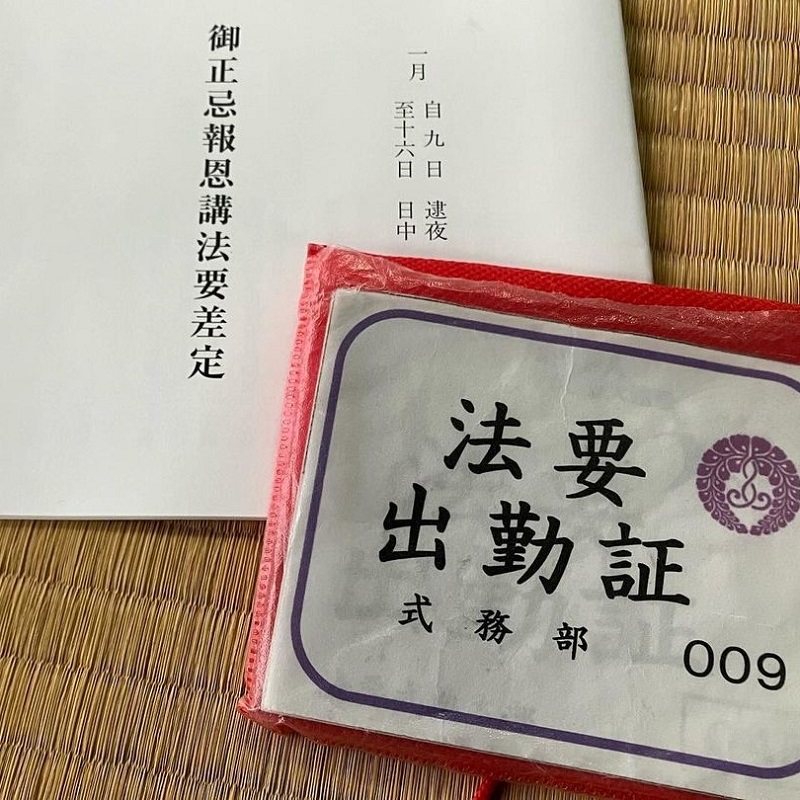 御正忌報恩講法要差定
一月 自九日 逮夜
至十六日 日中
法要
出勤証
式務部
009